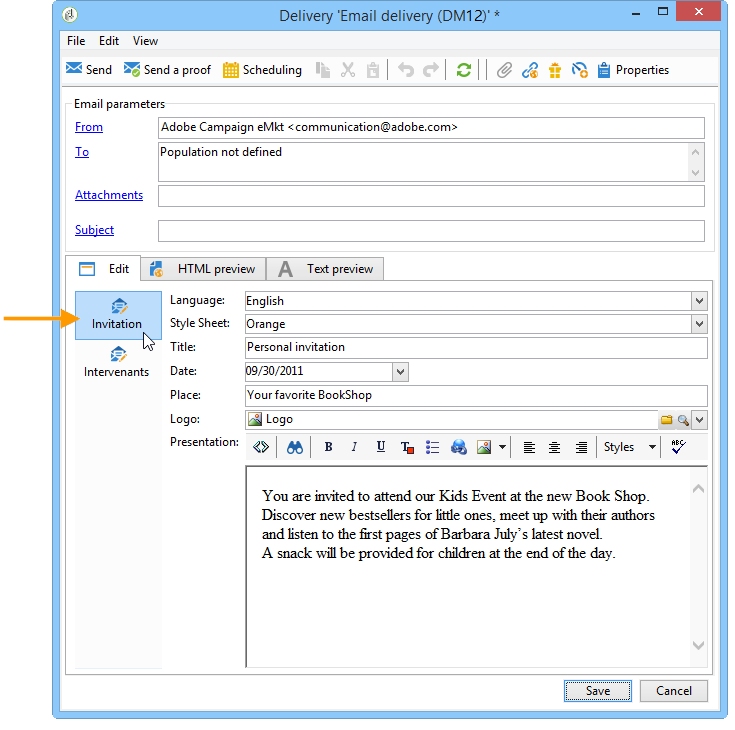 Delivery 'Email delivery (DM12)' *
File Edit View
Send Send a proof Scheduling Properties
Email parameters
From Adobe Campaign eMkt <communication@adobe.com>
To Population not defined
Attachments
Subject
Edit HTML preview A Text preview
Invitation
Intervenants
Language: English
Style Sheet: Orange
Title: Personal invitation
Date: 09/30/2011
Place: Your favorite BookShop
Logo: Logo
Presentation: B I U T Styles ABC
You are invited to attend our Kids Event at the new Book Shop.
Discover new bestsellers for little ones, meet up with their authors
and listen to the first pages of Barbara July's latest novel.
A snack will be provided for children at the end of the day.
Save Cancel